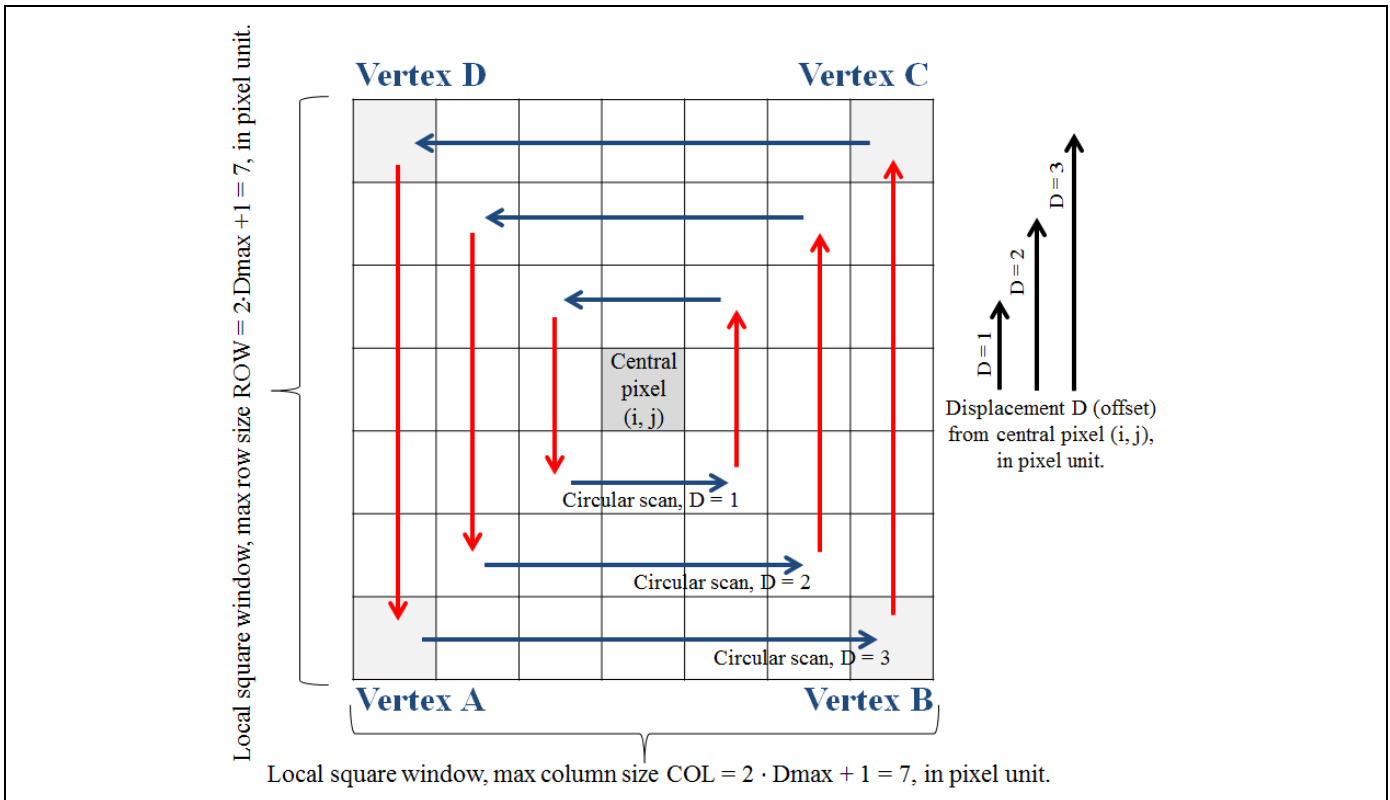 Vertex D
Vertex C
Local square window, max row size ROW = 2·Dmax +1 = 7, in pixel unit.
D = 1
D = 2
D = 3
Central
pixel
(i, j)
Displacement D (offset)
from central pixel (i, j),
in pixel unit.
Circular scan, D = 1
Circular scan, D = 2
Circular scan, D = 3
Vertex A
Vertex B
Local square window, max column size COL = 2 · Dmax + 1 = 7, in pixel unit.